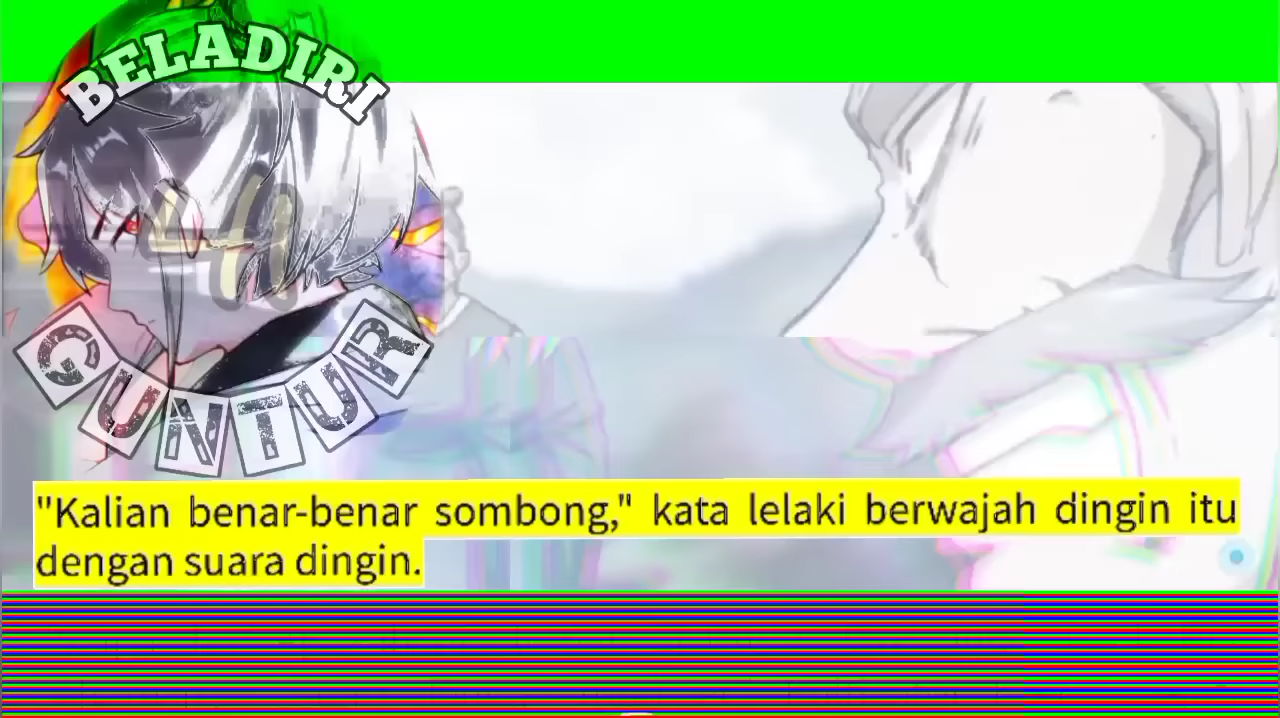 BELADIRI
GUNTUR
"Kalian benar-benar sombong," kata lelaki berwajah dingin itu
dengan suara dingin.